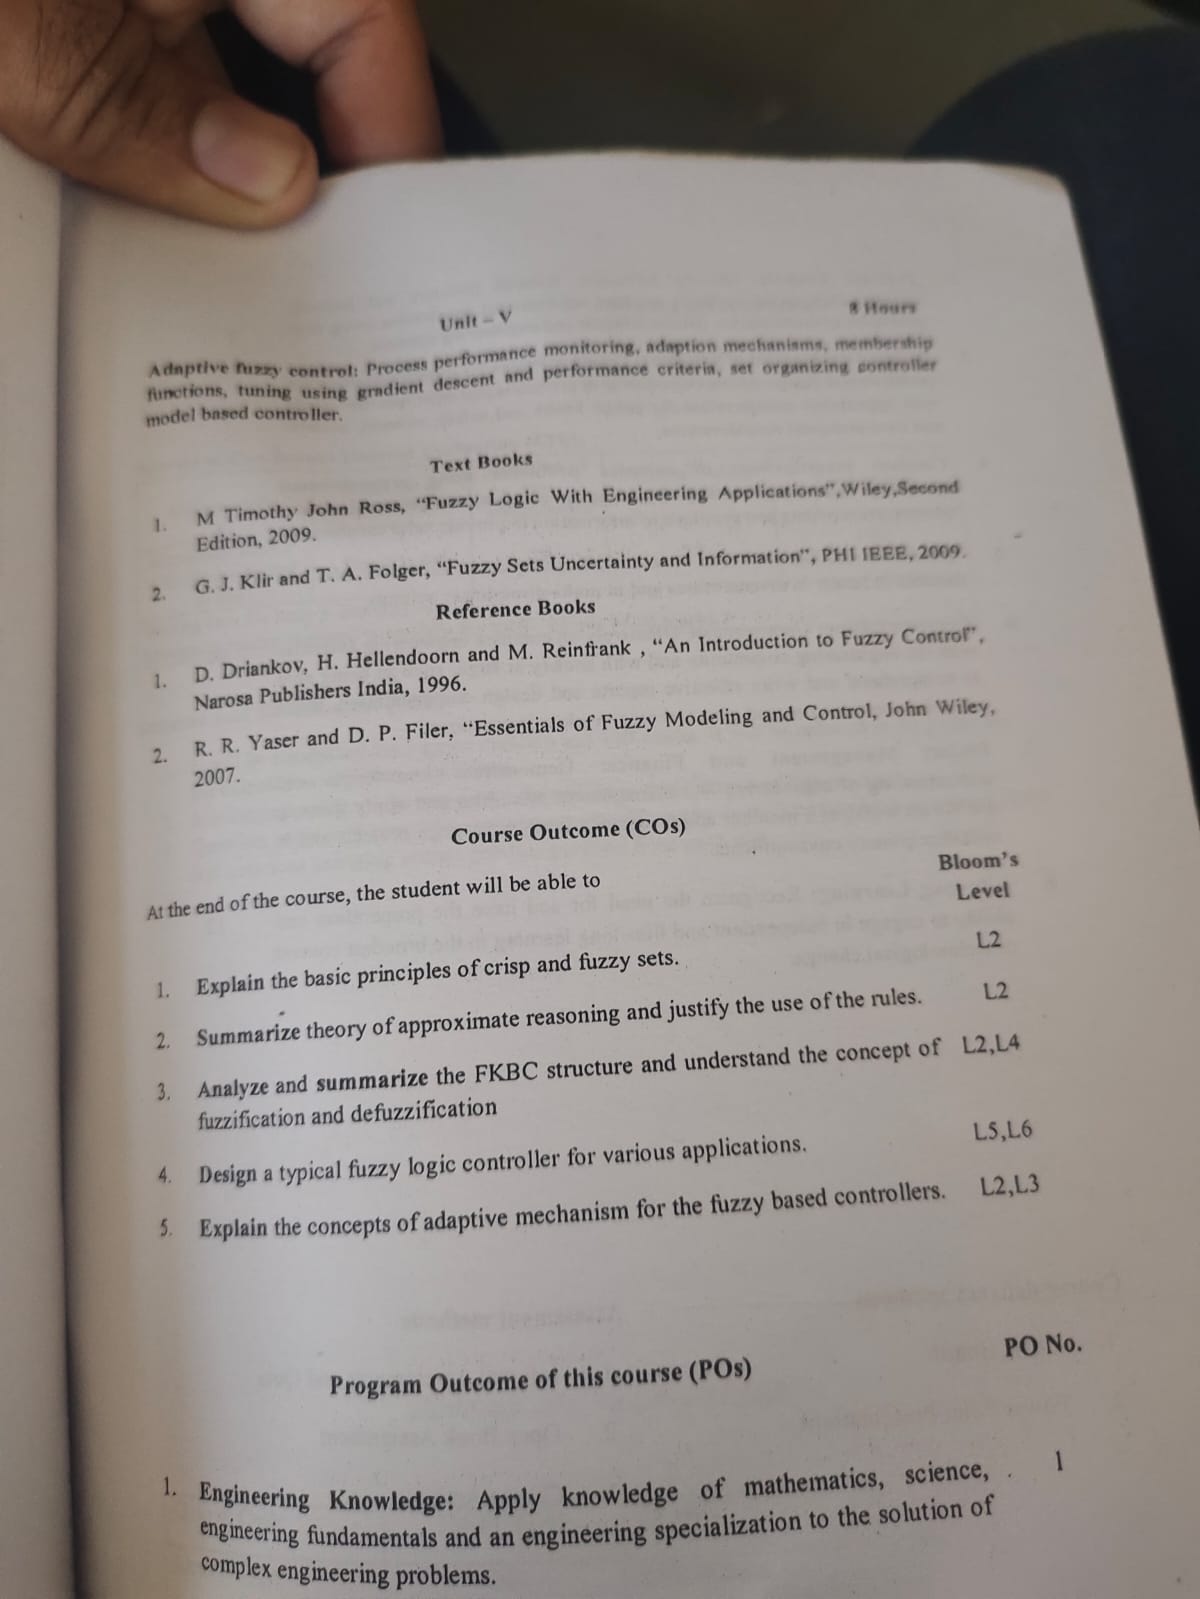 Unit – V
8 Hours
Adaptive fuzzy control: Process performance monitoring, adaption mechanisms, membership
functions, tuning using gradient descent and performance criteria, set organizing controller
model based controller.
Text Books
1. M Timothy John Ross, “Fuzzy Logic With Engineering Applications”,Wiley,Second
Edition, 2009.
2. G. J. Klir and T. A. Folger, “Fuzzy Sets Uncertainty and Information”, PHI IEEE, 2009.
Reference Books
1. D. Driankov, H. Hellendoorn and M. Reinfrank , “An Introduction to Fuzzy Control”,
Narosa Publishers India, 1996.
2. R. R. Yaser and D. P. Filer, “Essentials of Fuzzy Modeling and Control, John Wiley,
2007.
Course Outcome (COs)
At the end of the course, the student will be able to
Bloom’s
Level
1. Explain the basic principles of crisp and fuzzy sets. L2
2. Summarize theory of approximate reasoning and justify the use of the rules. L2
3. Analyze and summarize the FKBC structure and understand the concept of L2,L4
fuzzification and defuzzification
4. Design a typical fuzzy logic controller for various applications. L5,L6
5. Explain the concepts of adaptive mechanism for the fuzzy based controllers. L2,L3
Program Outcome of this course (POs) PO No.
1. Engineering Knowledge: Apply knowledge of mathematics, science, 1
engineering fundamentals and an engineering specialization to the solution of
complex engineering problems.